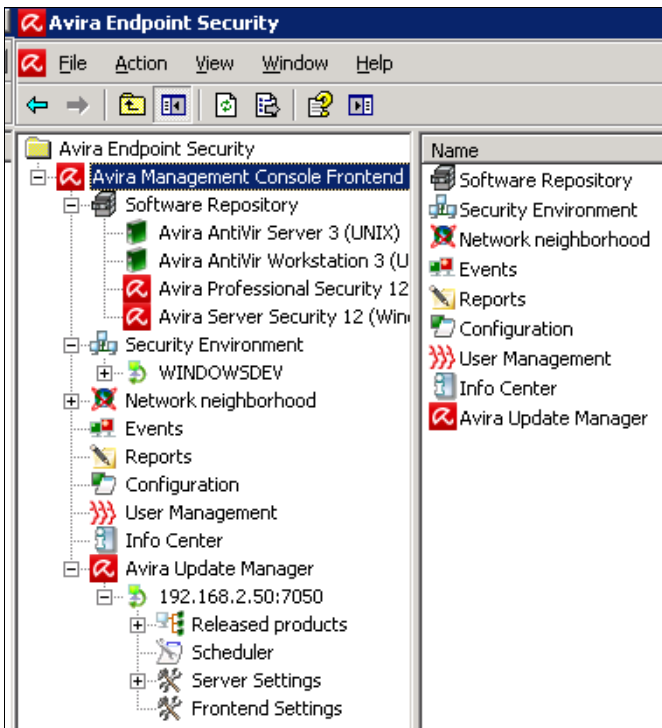 Avira Endpoint Security
File Action View Window Help
Avira Endpoint Security
Avira Management Console Frontend
Software Repository
Avira AntiVir Server 3 (UNIX)
Avira AntiVir Workstation 3 (U
Avira Professional Security 12
Avira Server Security 12 (Win
Security Environment
WINDOWSDEV
Network neighborhood
Events
Reports
Configuration
User Management
Info Center
Avira Update Manager
192.168.2.50:7050
Released products
Scheduler
Server Settings
Frontend Settings
Name
Software Repository
Security Environment
Network neighborhood
Events
Reports
Configuration
User Management
Info Center
Avira Update Manager